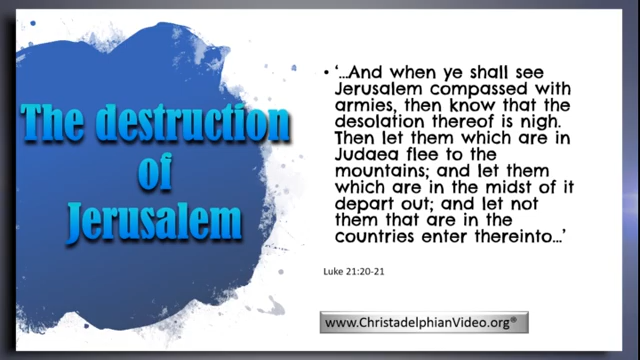 The destruction
of
Jerusalem
• ‘…And when ye shall see
Jerusalem compassed with
armies, then know that the
desolation thereof is nigh.
Then let them which are in
Judaea flee to the
mountains; and let them
which are in the midst of it
depart out; and let not
them that are in the
countries enter thereinto…’
Luke 21:20-21
www.ChristadelphianVideo.org®